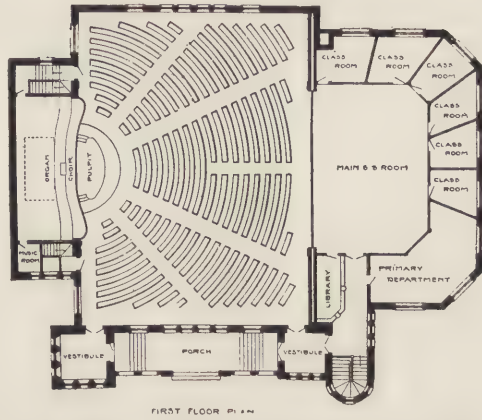 CLASS
ROOM
CLASS
ROOM
CLASS
ROOM
CLASS
ROOM
CLASS
ROOM
CLASS
ROOM
MAIN S S ROOM
ORGAN
CHOIR
PULPIT
MUSIC
ROOM
LIBRARY
PRIMARY
DEPARTMENT
VESTIBULE
PORCH
VESTIBULE
FIRST FLOOR PLAN